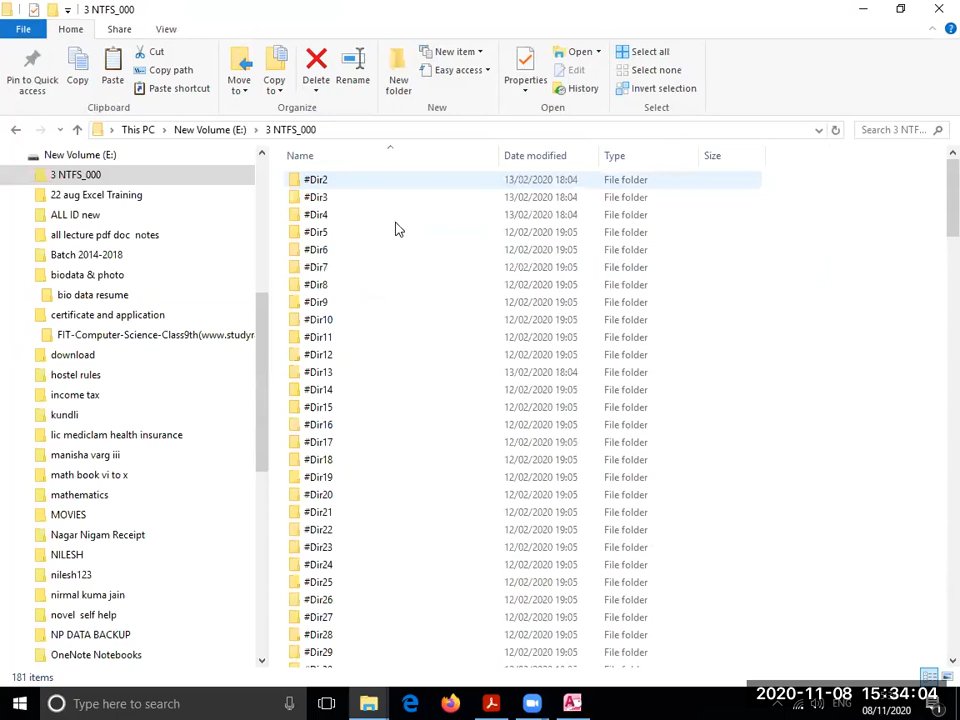 3 NTFS_000
File
Home
Share
View
Pin to Quick access
Copy
Paste
Cut
Copy path
Paste shortcut
Clipboard
Move to
Copy to
Delete
Rename
Organize
New folder
New item
Easy access
New
Properties
Open
Edit
History
Open
Select all
Select none
Invert selection
Select
This PC
New Volume (E:)
3 NTFS_000
Search 3 NTF...
New Volume (E:)
3 NTFS_000
22 aug Excel Training
ALL ID new
all lecture pdf doc notes
Batch 2014-2018
biodata & photo
bio data resume
certificate and application
FIT-Computer-Science-Class9th(www.studyr
download
hostel rules
income tax
kundli
lic mediclam health insurance
manisha varg iii
math book vi to x
mathematics
MOVIES
Nagar Nigam Receipt
NILESH
nilesh123
nirmal kuma jain
novel self help
NP DATA BACKUP
OneNote Notebooks
Name Date modified Type Size
#Dir2 13/02/2020 18:04 File folder
#Dir3 13/02/2020 18:04 File folder
#Dir4 13/02/2020 18:04 File folder
#Dir5 12/02/2020 19:05 File folder
#Dir6 12/02/2020 19:05 File folder
#Dir7 12/02/2020 19:05 File folder
#Dir8 12/02/2020 19:05 File folder
#Dir9 12/02/2020 19:05 File folder
#Dir10 12/02/2020 19:05 File folder
#Dir11 12/02/2020 19:05 File folder
#Dir12 12/02/2020 19:05 File folder
#Dir13 13/02/2020 18:04 File folder
#Dir14 12/02/2020 19:05 File folder
#Dir15 12/02/2020 19:05 File folder
#Dir16 12/02/2020 19:05 File folder
#Dir17 12/02/2020 19:05 File folder
#Dir18 12/02/2020 19:05 File folder
#Dir19 12/02/2020 19:05 File folder
#Dir20 12/02/2020 19:05 File folder
#Dir21 12/02/2020 19:05 File folder
#Dir22 12/02/2020 19:05 File folder
#Dir23 12/02/2020 19:05 File folder
#Dir24 12/02/2020 19:05 File folder
#Dir25 12/02/2020 19:05 File folder
#Dir26 12/02/2020 19:05 File folder
#Dir27 12/02/2020 19:05 File folder
#Dir28 12/02/2020 19:05 File folder
#Dir29 12/02/2020 19:05 File folder
181 items
Type here to search
ENG
2020-11-08 15:34:04
08/11/2020